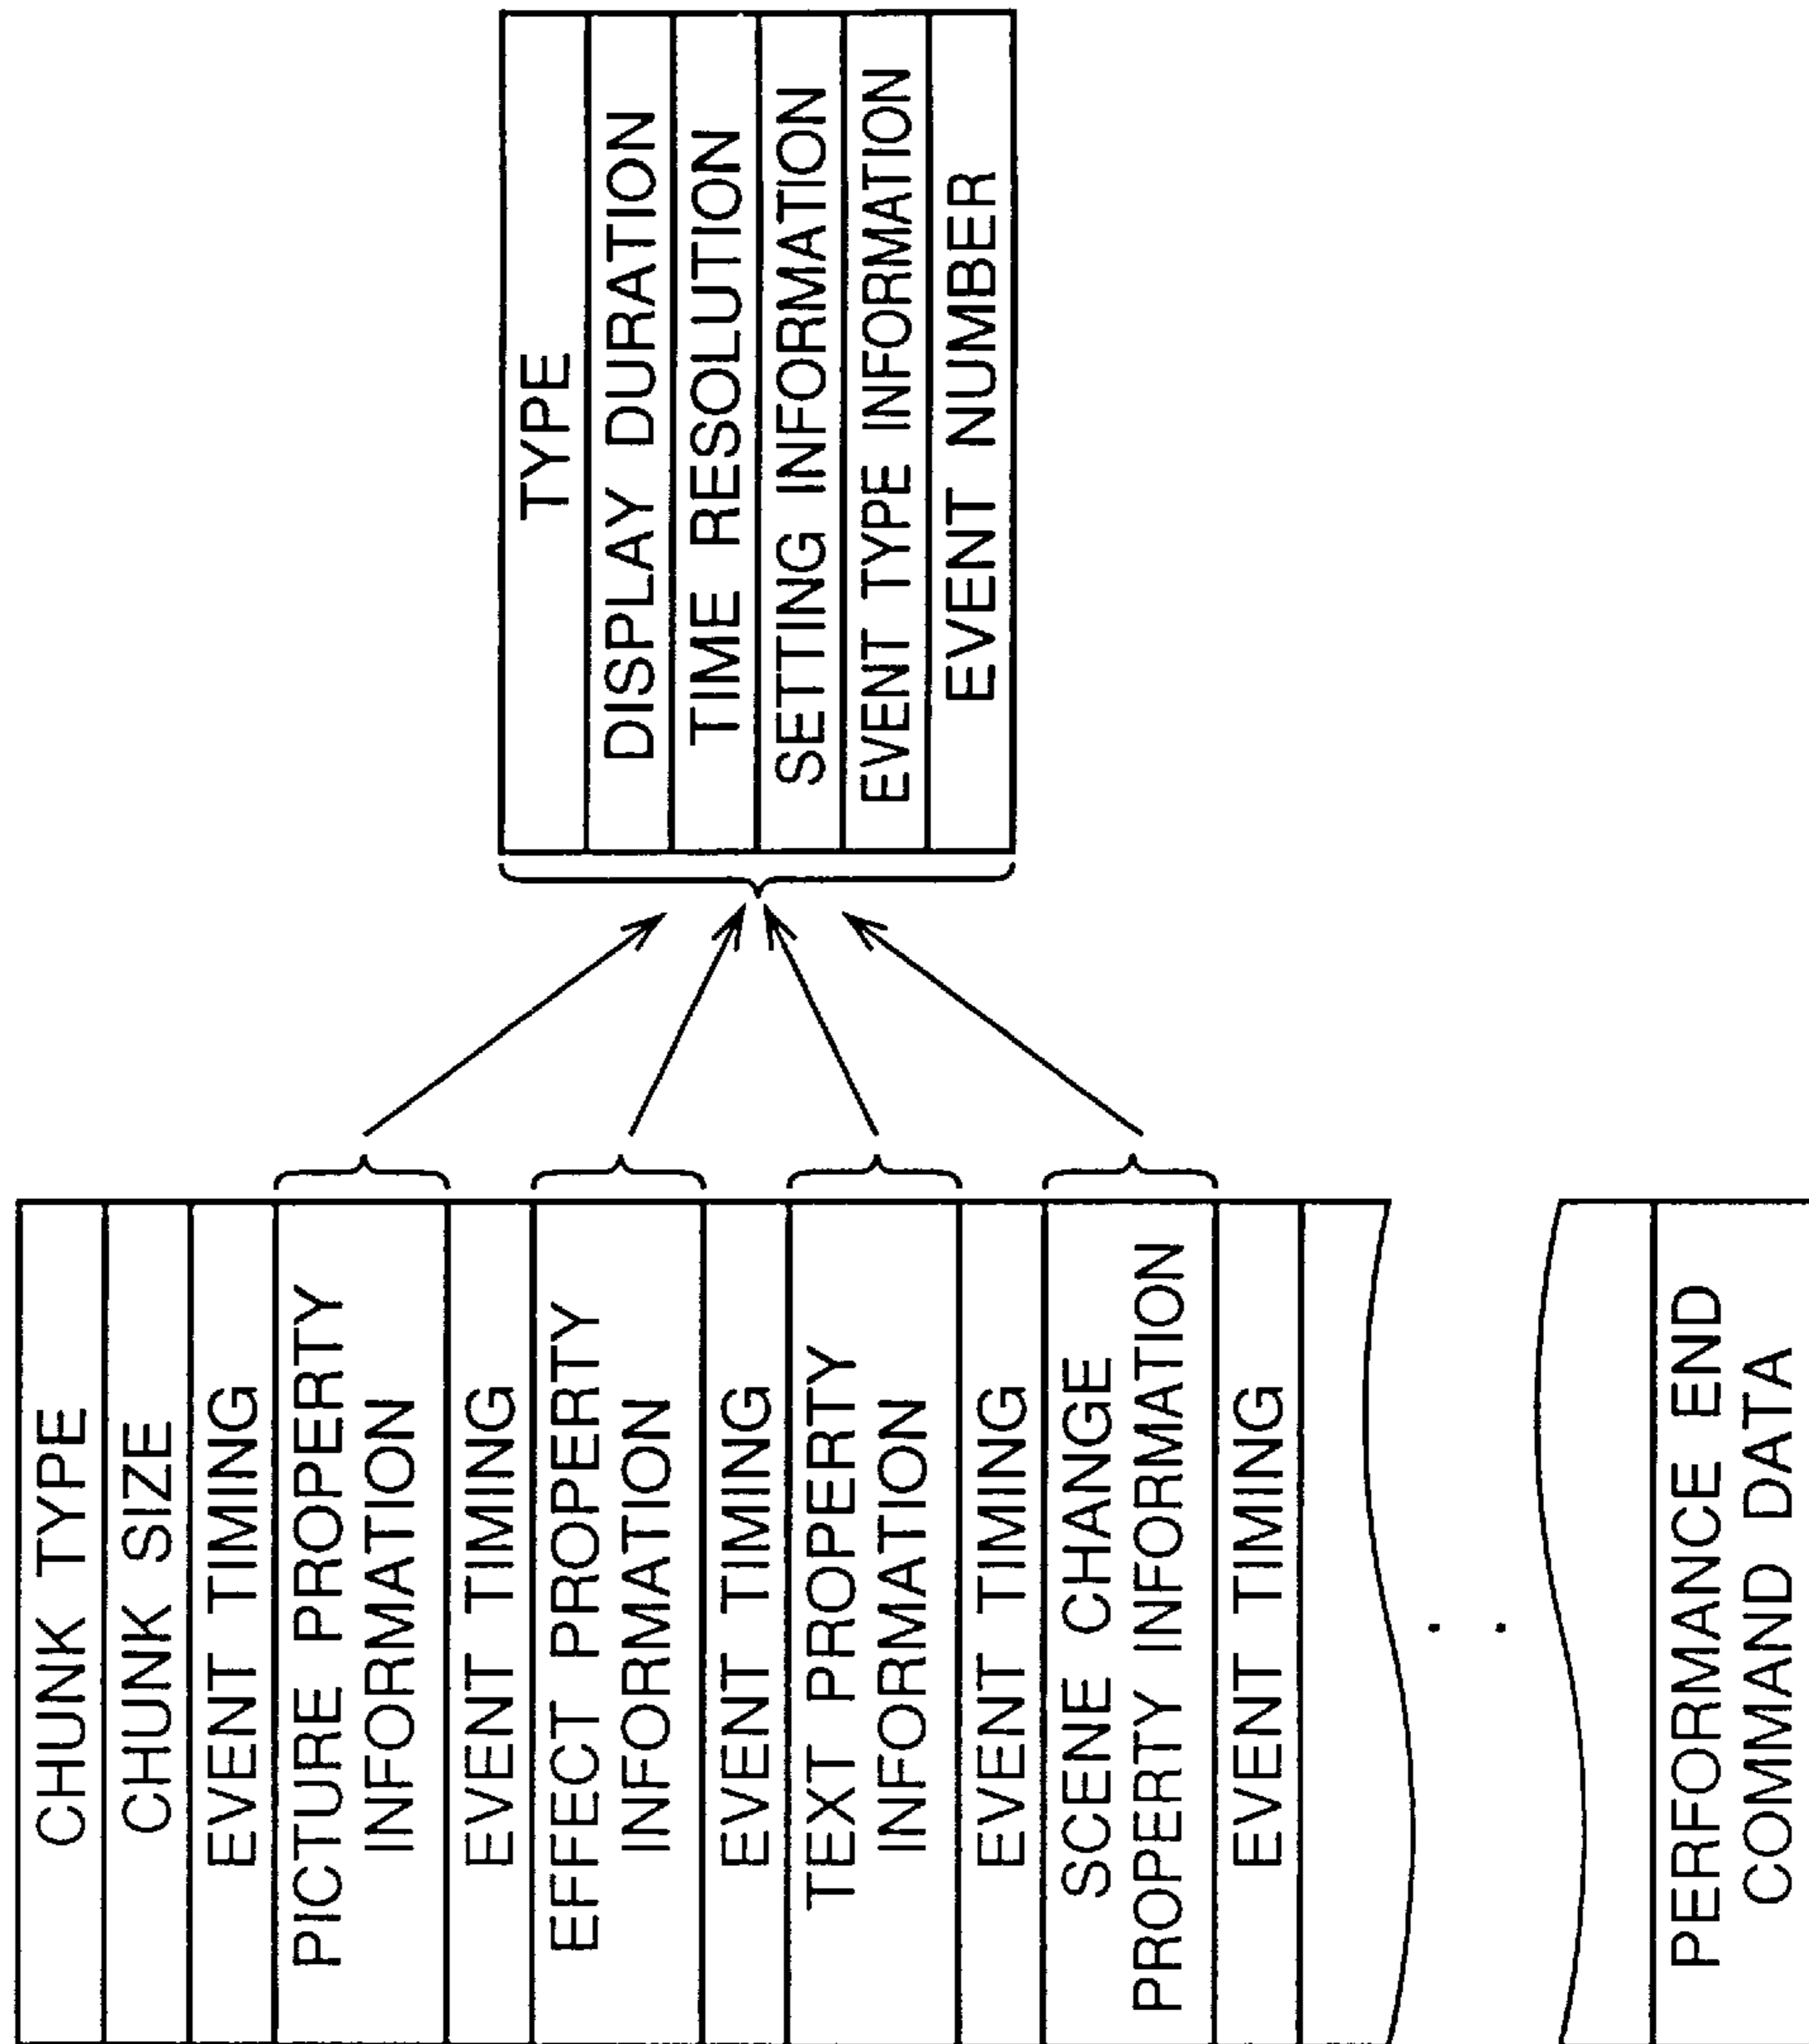 CHUNK TYPE
CHUNK SIZE
EVENT TIMING
PICTURE PROPERTY
INFORMATION
EVENT TIMING
EFFECT PROPERTY
INFORMATION
EVENT TIMING
TEXT PROPERTY
INFORMATION
EVENT TIMING
SCENE CHANGE
PROPERTY INFORMATION
EVENT TIMING
PERFORMANCE END
COMMAND DATA
TYPE
DISPLAY DURATION
TIME RESOLUTION
SETTING INFORMATION
EVENT TYPE INFORMATION
EVENT NUMBER